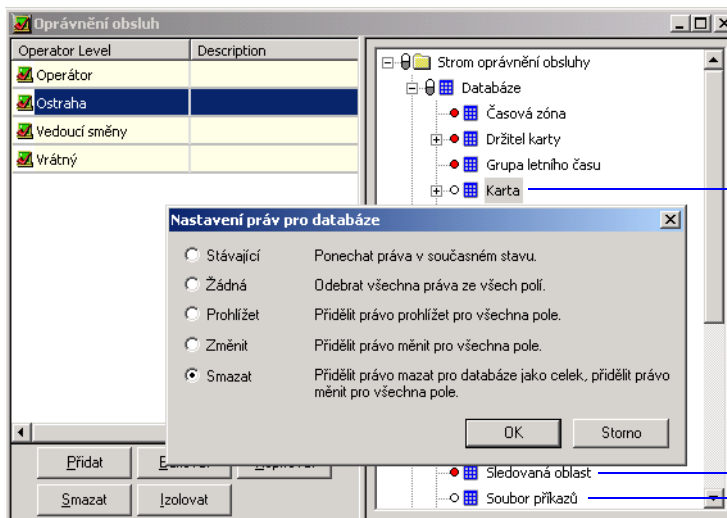 Oprávnění obsluh
Operator Level Description
Operátor
Ostraha
Vedoucí směny
Vrátný
Strom oprávnění obsluhy
Databáze
Časová zóna
Držitel karty
Grupa letního času
Karta
Nastavení práv pro databáze
Stávající Ponechat práva v současném stavu.
Žádná Odebrat všechna práva ze všech polí.
Prohlížet Přidělit právo prohlížet pro všechna pole.
Změnit Přidělit právo měnit pro všechna pole.
Smazat Přidělit právo mazat pro databáze jako celek, přidělit právo
měnit pro všechna pole.
OK Storno
Přidat
Smazat Izolovat
Sledovaná oblast
Soubor příkazů